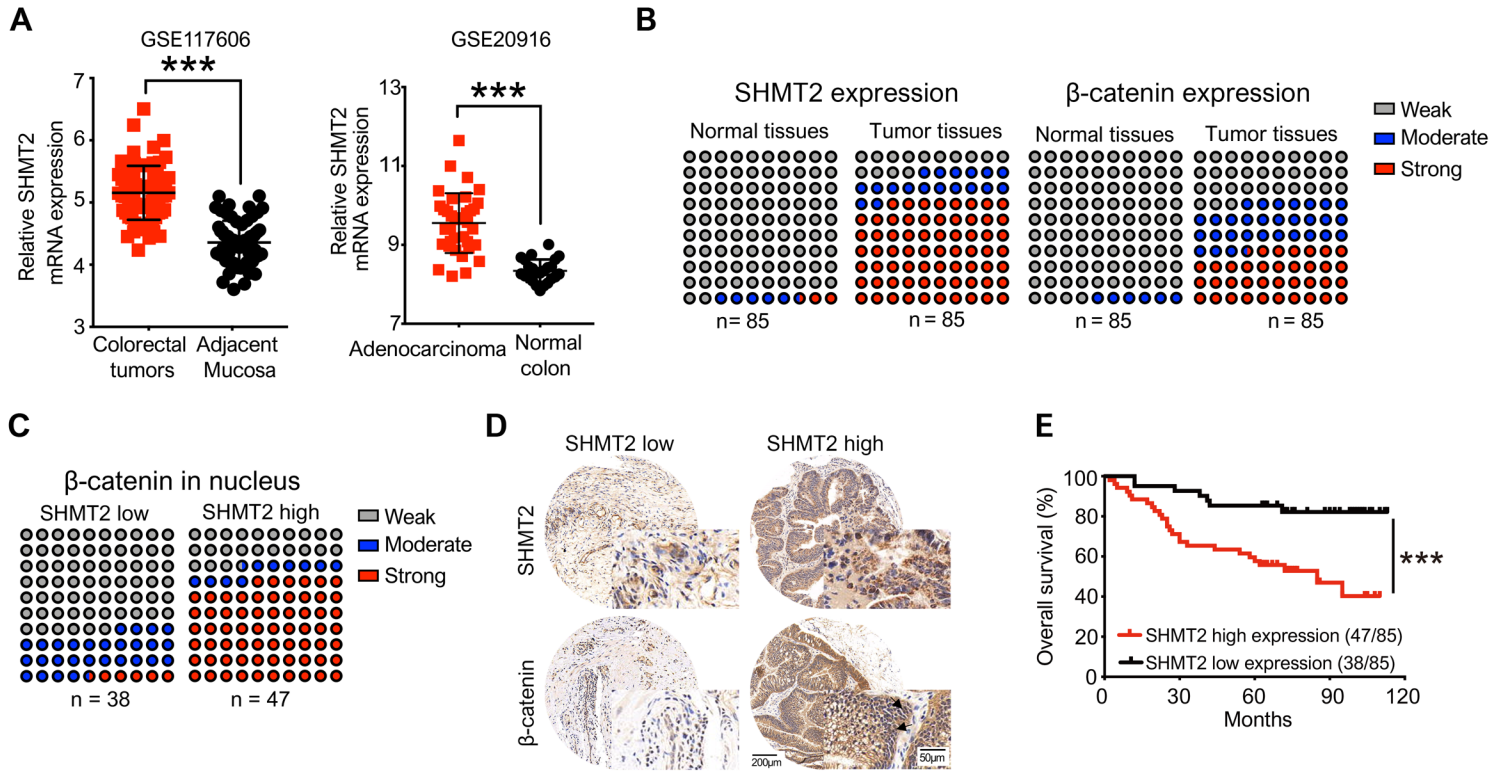 A
GSE117606
***
Relative SHMT2
mRNA expression
7
6
5
4
3
Colorectal
tumors
Adjacent
Mucosa
GSE20916
***
Relative SHMT2
mRNA expression
13
11
9
7
Adenocarcinoma
Normal
colon
B
SHMT2 expression
Normal tissues
Tumor tissues
n= 85
n = 85
β-catenin expression
Normal tissues
Tumor tissues
n = 85
n = 85
Weak
Moderate
Strong
C
β-catenin in nucleus
SHMT2 low
SHMT2 high
n = 38
n = 47
Weak
Moderate
Strong
D
SHMT2 low
SHMT2 high
SHMT2
β-catenin
200μm
50μm
E
Overall survival (%)
100
80
60
40
20
0
0
30
60
90
120
Months
***
SHMT2 high expression (47/85)
SHMT2 low expression (38/85)